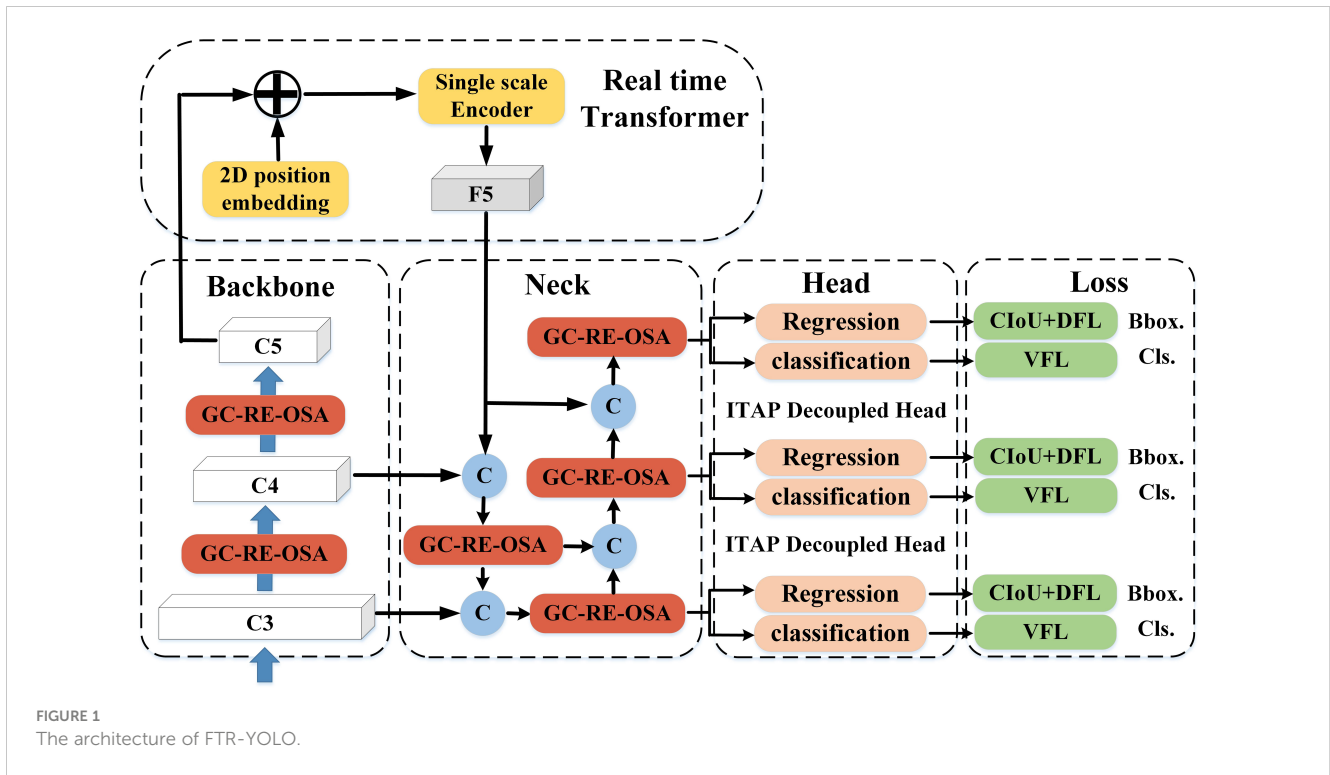 Single scale
Encoder
Real time
Transformer
2D position
embedding
F5
Backbone
C5
GC-RE-OSA
C4
GC-RE-OSA
C3
Neck
GC-RE-OSA
C
C
GC-RE-OSA
GC-RE-OSA
C
C
GC-RE-OSA
Head
Regression
classification
ITAP Decoupled Head
Regression
classification
ITAP Decoupled Head
Regression
classification
Loss
CIoU+DFL Bbox.
VFL Cls.
CIoU+DFL Bbox.
VFL Cls.
CIoU+DFL Bbox.
VFL Cls.
FIGURE 1
The architecture of FTR-YOLO.